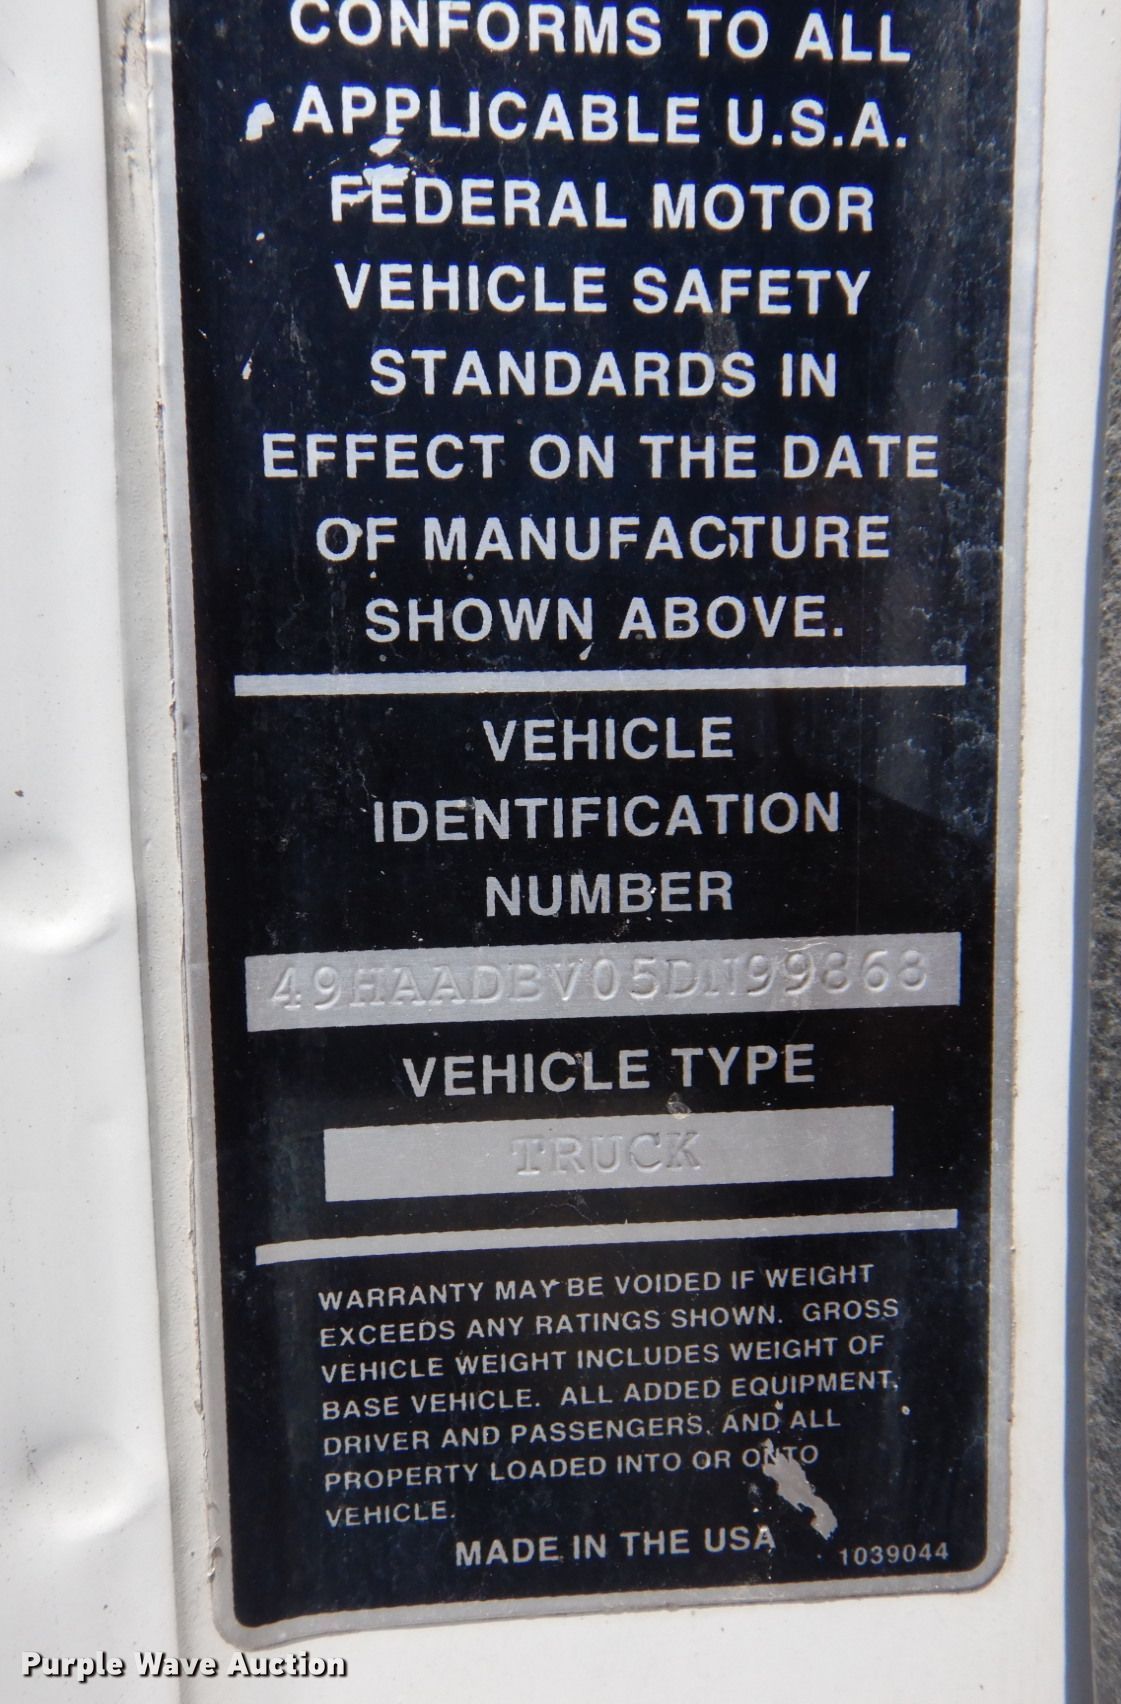 CONFORMS TO ALL
APPLICABLE U.S.A.
FEDERAL MOTOR
VEHICLE SAFETY
STANDARDS IN
EFFECT ON THE DATE
OF MANUFACTURE
SHOWN ABOVE.
VEHICLE
IDENTIFICATION
NUMBER
49HAADBV05DN99868
VEHICLE TYPE
TRUCK
WARRANTY MAY BE VOIDED IF WEIGHT
EXCEEDS ANY RATINGS SHOWN. GROSS
VEHICLE WEIGHT INCLUDES WEIGHT OF
BASE VEHICLE. ALL ADDED EQUIPMENT,
DRIVER AND PASSENGERS, AND ALL
PROPERTY LOADED INTO OR ONTO
VEHICLE.
MADE IN THE USA
1039044
Purple Wave Auction